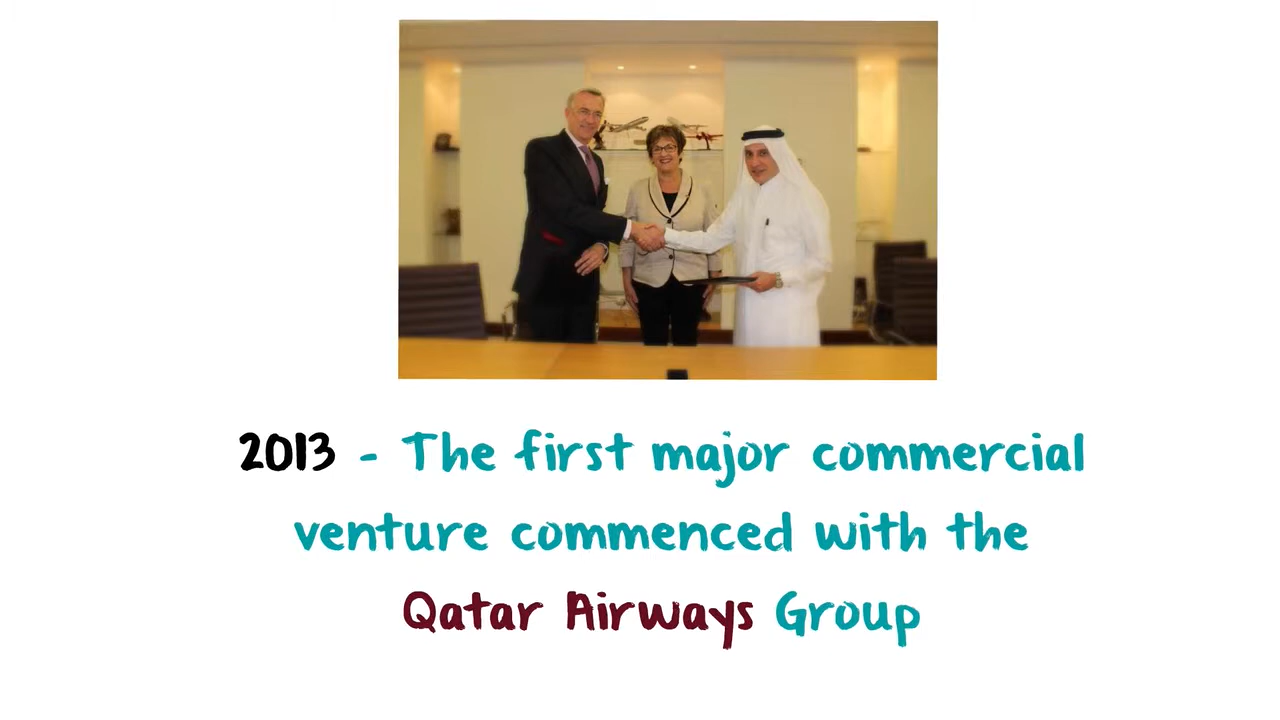 2013 - The first major commercial
venture commenced with the
Qatar Airways Group